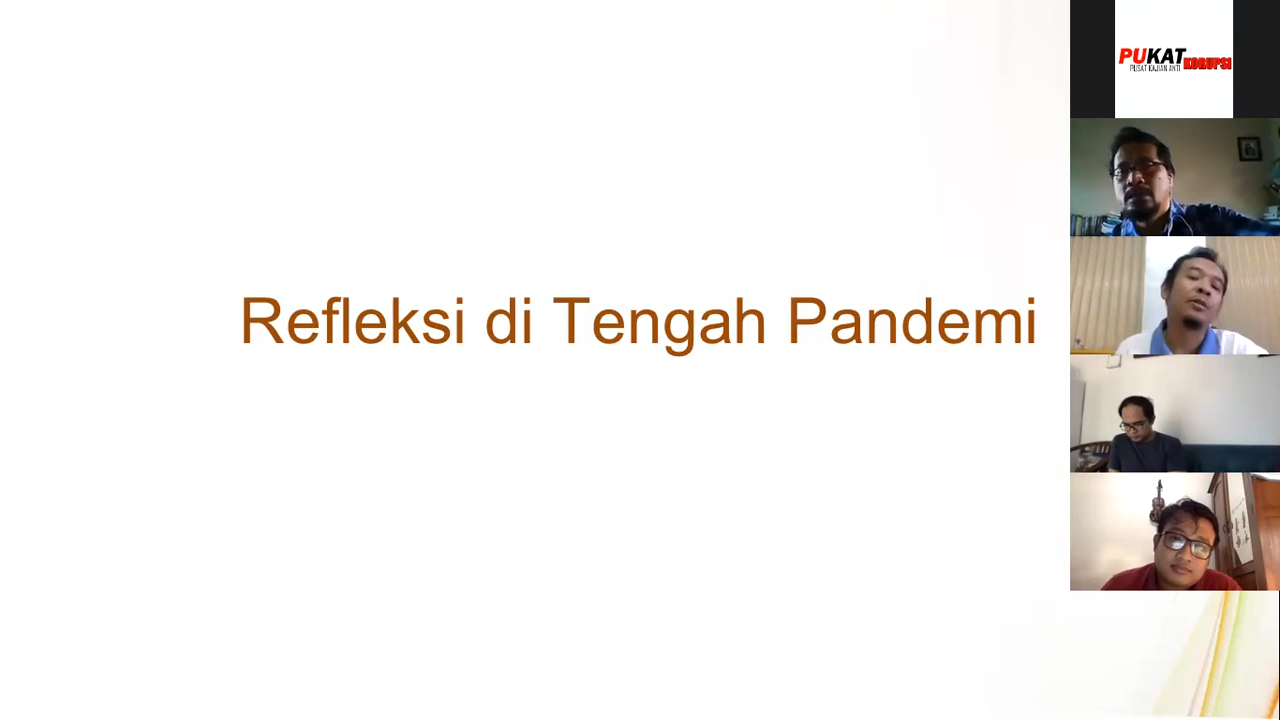 Refleksi di Tengah Pandemi
PUKAT
PUSAT KAJIAN ANTI KORUPSI